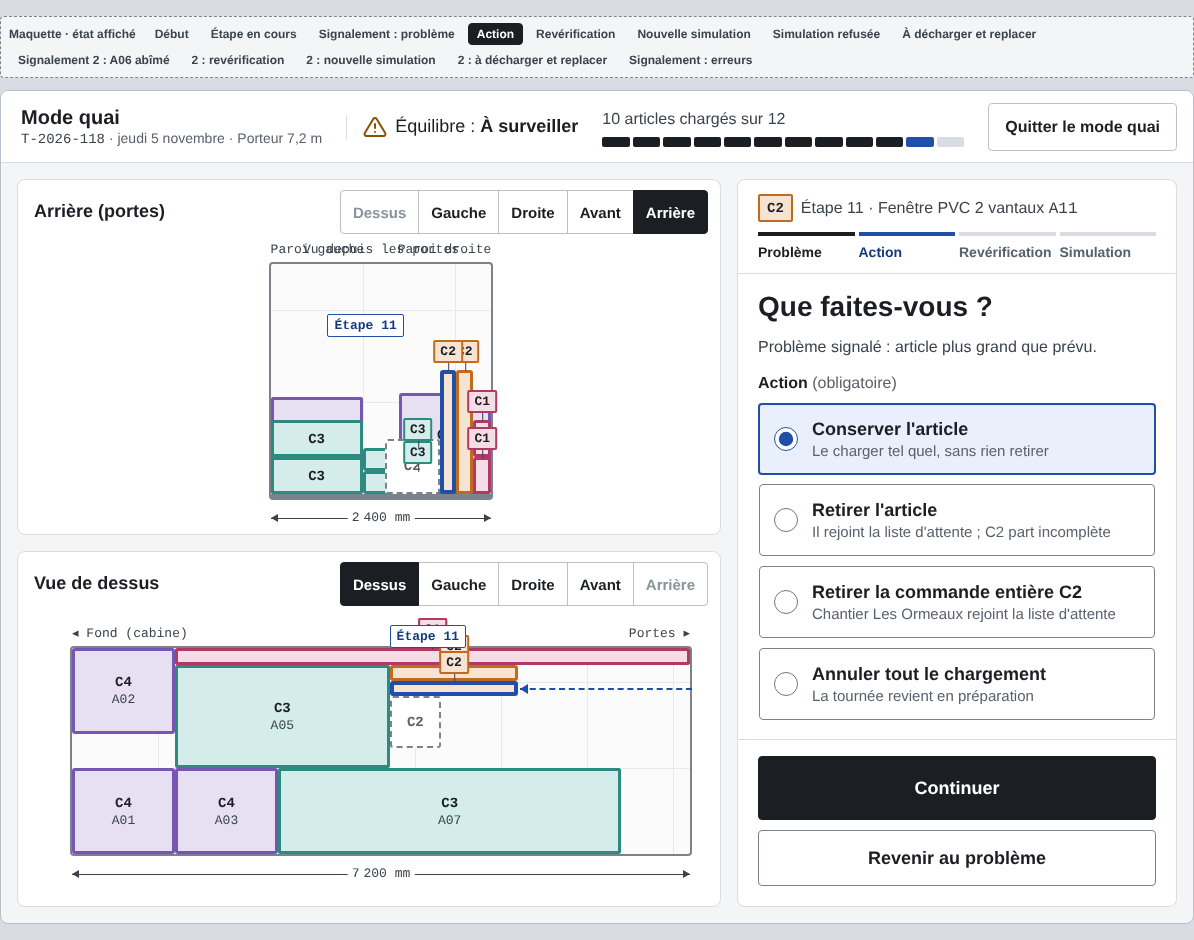 Maquette · état affiché Début Étape en cours Signalement : problème Action Revérification Nouvelle simulation Simulation refusée À décharger et replacer
Signalement 2 : A06 abîmé 2 : revérification 2 : nouvelle simulation 2 : à décharger et replacer Signalement : erreurs
Mode quai
T-2026-118 · jeudi 5 novembre · Porteur 7,2 m
Équilibre : À surveiller
10 articles chargés sur 12
Quitter le mode quai
Arrière (portes)
Dessus Gauche Droite Avant Arrière
Étape 11
C2
C1
C3
C3
C1
C3
C3
C4
2 400 mm
Vue de dessus
Dessus Gauche Droite Avant Arrière
◄ Fond (cabine)
Étape 11
Portes ►
C2
C4
A02
C3
A05
C2
C4
A01
C4
A03
C3
A07
7 200 mm
C2 Étape 11 · Fenêtre PVC 2 vantaux A11
Problème Action Revérification Simulation
Que faites-vous ?
Problème signalé : article plus grand que prévu.
Action (obligatoire)
Conserver l'article
Le charger tel quel, sans rien retirer
Retirer l'article
Il rejoint la liste d'attente ; C2 part incomplète
Retirer la commande entière C2
Chantier Les Ormeaux rejoint la liste d'attente
Annuler tout le chargement
La tournée revient en préparation
Continuer
Revenir au problème